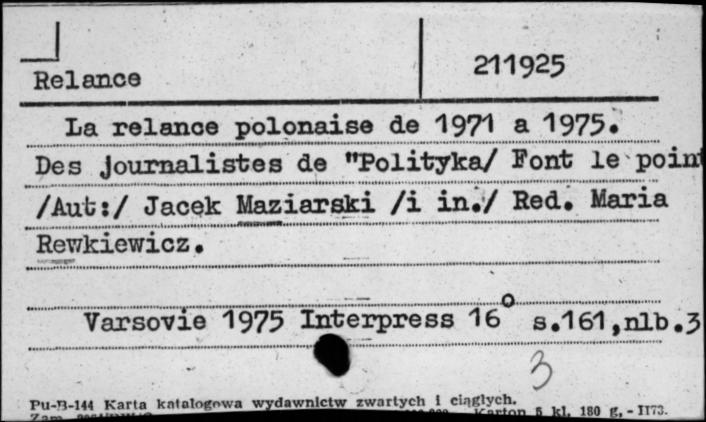 Relance
211925
La relance polonaise de 1971 a 1975.
Des journalistes de "Polityka/ Font le poin
/Aut:/ Jacek Maziarski /i in./ Red. Maria
Rewkiewicz.
Varsovie 1975 Interpress 16o s.161,nlb.3
3
Pu-B-144 Karta katalogowa wydawnictw zwartych i ciągłych.
Zam. Karton 5 kl. 180 g. - II73.